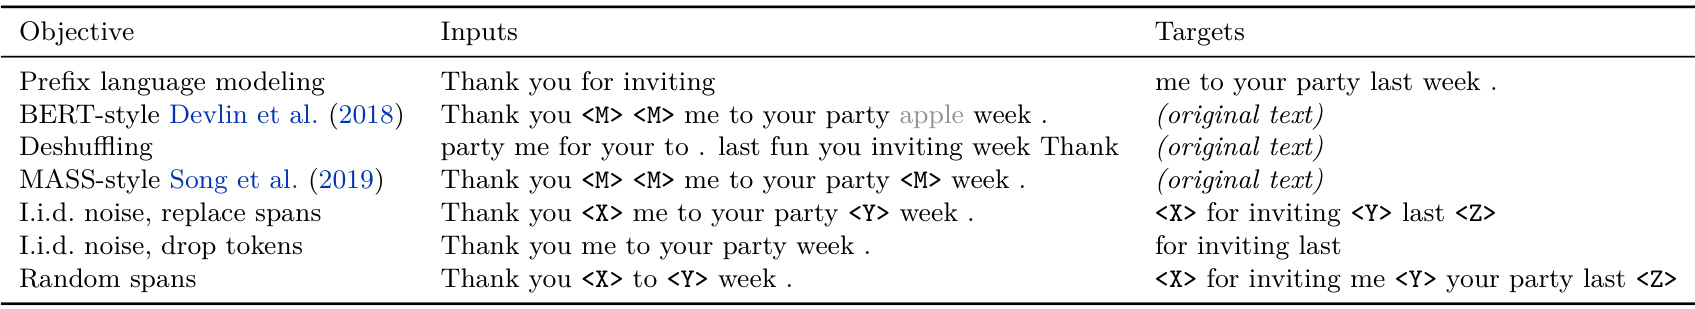 Objective Inputs Targets
Prefix language modeling Thank you for inviting me to your party last week .
BERT-style Devlin et al. (2018) Thank you <M> <M> me to your party apple week . (original text)
Deshuffling party me for your to . last fun you inviting week Thank (original text)
MASS-style Song et al. (2019) Thank you <M> <M> me to your party <M> week . (original text)
I.i.d. noise, replace spans Thank you <X> me to your party <Y> week . <X> for inviting <Y> last <Z>
I.i.d. noise, drop tokens Thank you me to your party week . for inviting last
Random spans Thank you <X> to <Y> week . <X> for inviting me <Y> your party last <Z>